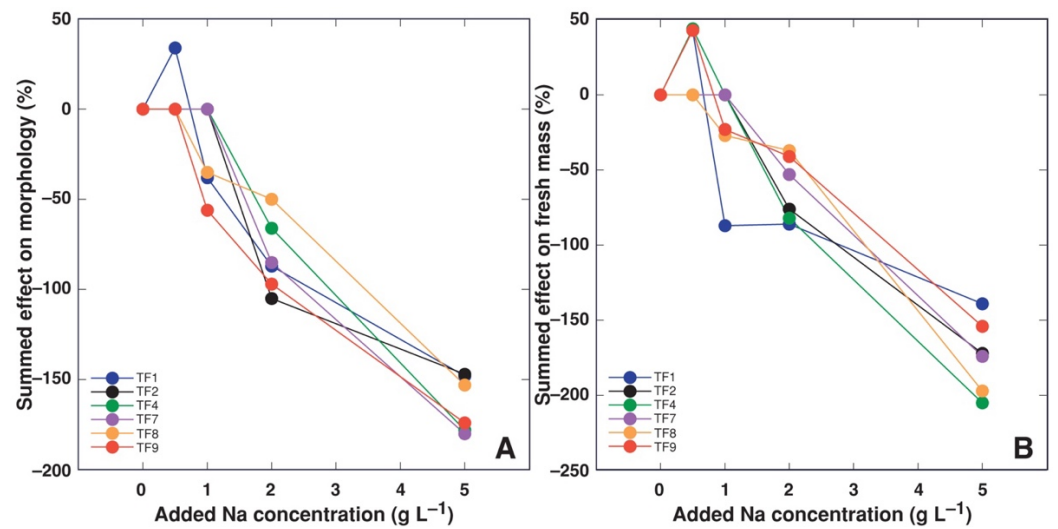 50
0
−50
−100
−150
−200
Summed effect on morphology (%)
TF1
TF2
TF4
TF7
TF8
TF9
A
0 1 2 3 4 5
Added Na concentration (g L−1)
50
0
−50
−100
−150
−200
−250
Summed effect on fresh mass (%)
TF1
TF2
TF4
TF7
TF8
TF9
B
0 1 2 3 4 5
Added Na concentration (g L−1)